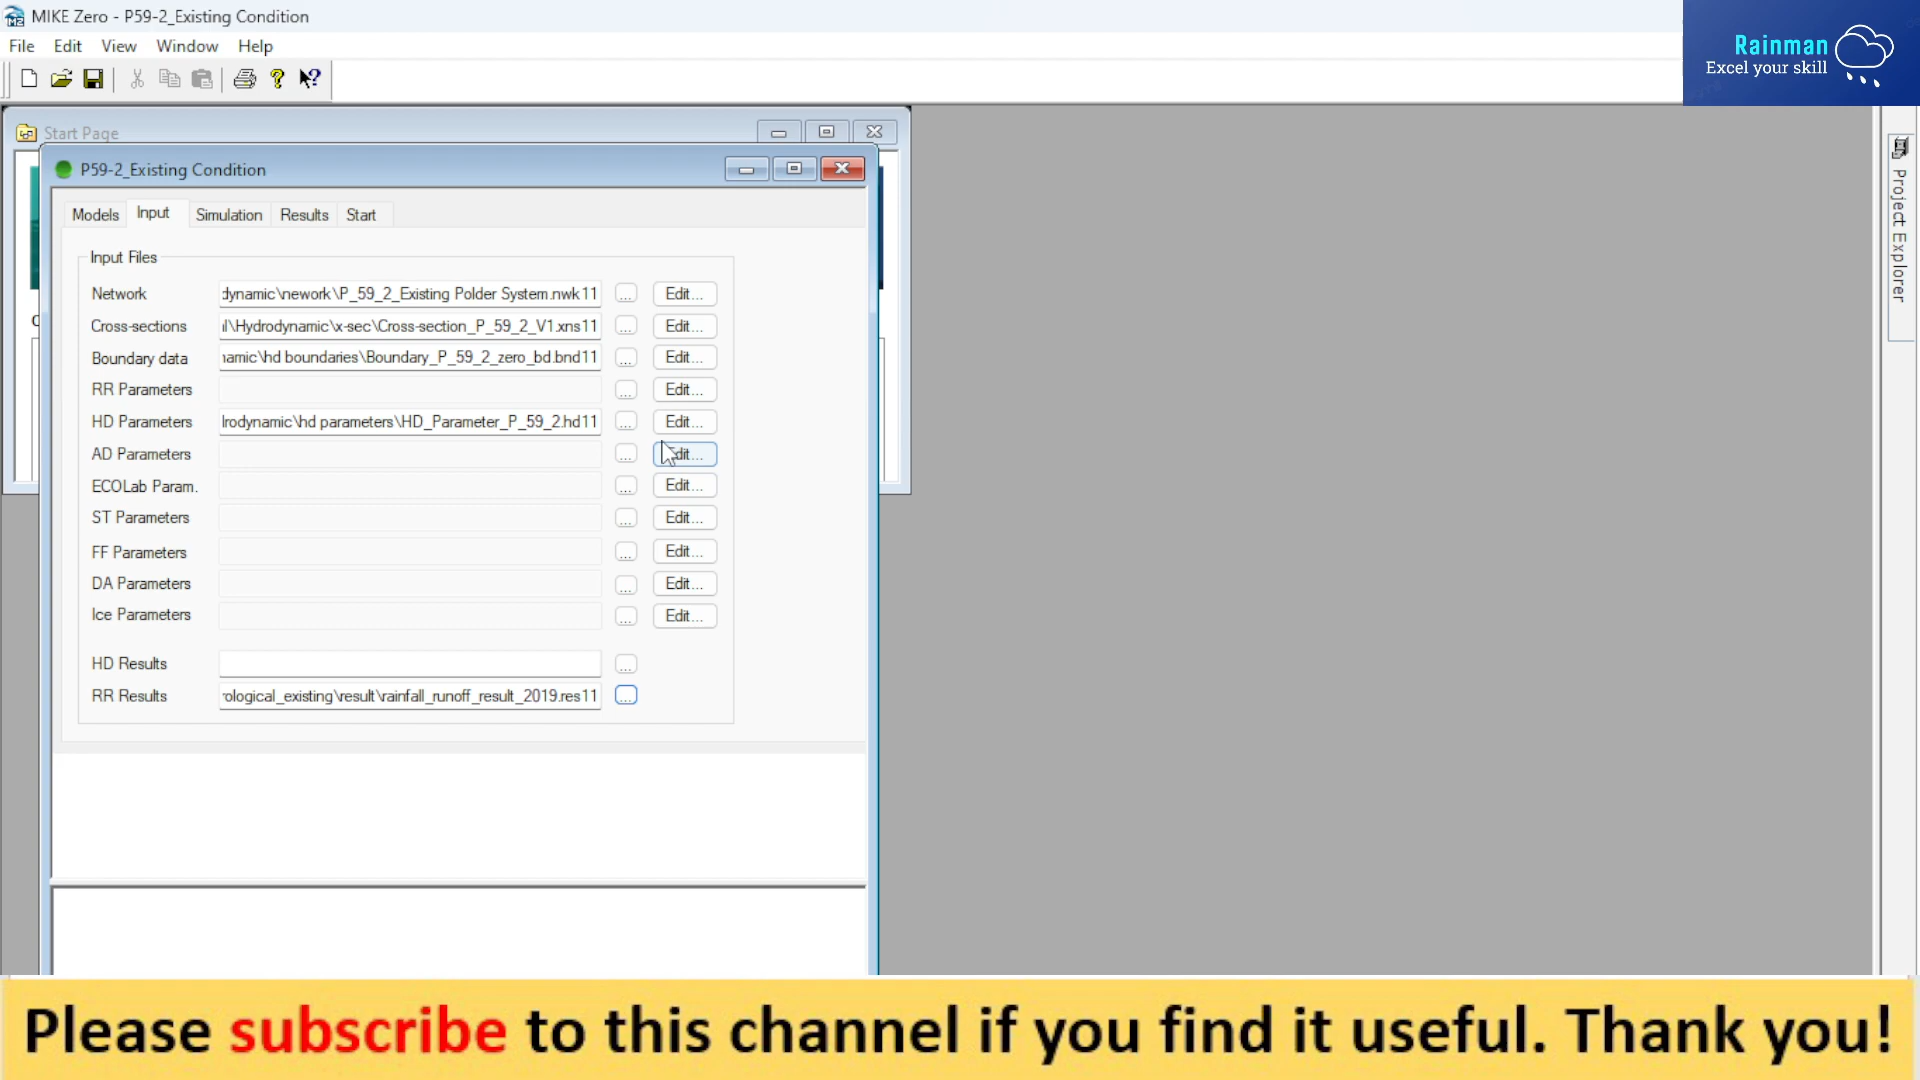 MIKE Zero - P59-2_Existing Condition
File Edit View Window Help
Rainman
Excel your skill
Start Page
P59-2_Existing Condition
Models Input Simulation Results Start
Input Files
Network dynamic\nework\P_59_2_Existing Polder System.nwk11 ... Edit...
Cross-sections il\Hydrodynamic\x-sec\Cross-section_P_59_2_V1.xns11 ... Edit...
Boundary data namic\hd boundaries\Boundary_P_59_2_zero_bd.bnd11 ... Edit...
RR Parameters ... Edit...
HD Parameters lrodynamic\hd parameters\HD_Parameter_P_59_2.hd11 ... Edit...
AD Parameters ... Edit...
ECOLab Param. ... Edit...
ST Parameters ... Edit...
FF Parameters ... Edit...
DA Parameters ... Edit...
Ice Parameters ... Edit...
HD Results ...
RR Results rological_existing\result\rainfall_runoff_result_2019.res11 ...
Project Explorer
Please subscribe to this channel if you find it useful. Thank you!